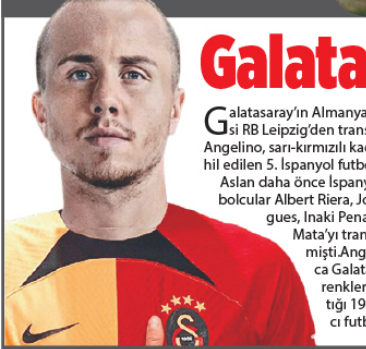 Galata
Galatasaray'ın Almanya
si RB Leipzig'den trans
Angelino, sarı-kırmızılı kad
hil edilen 5. İspanyol futbo
Aslan daha önce İspany
bolcular Albert Riera, Jo
gues, Inaki Pena
Mata'yı tran
mişti.Ang
ca Galat
renkler
tığı 19
cı futb